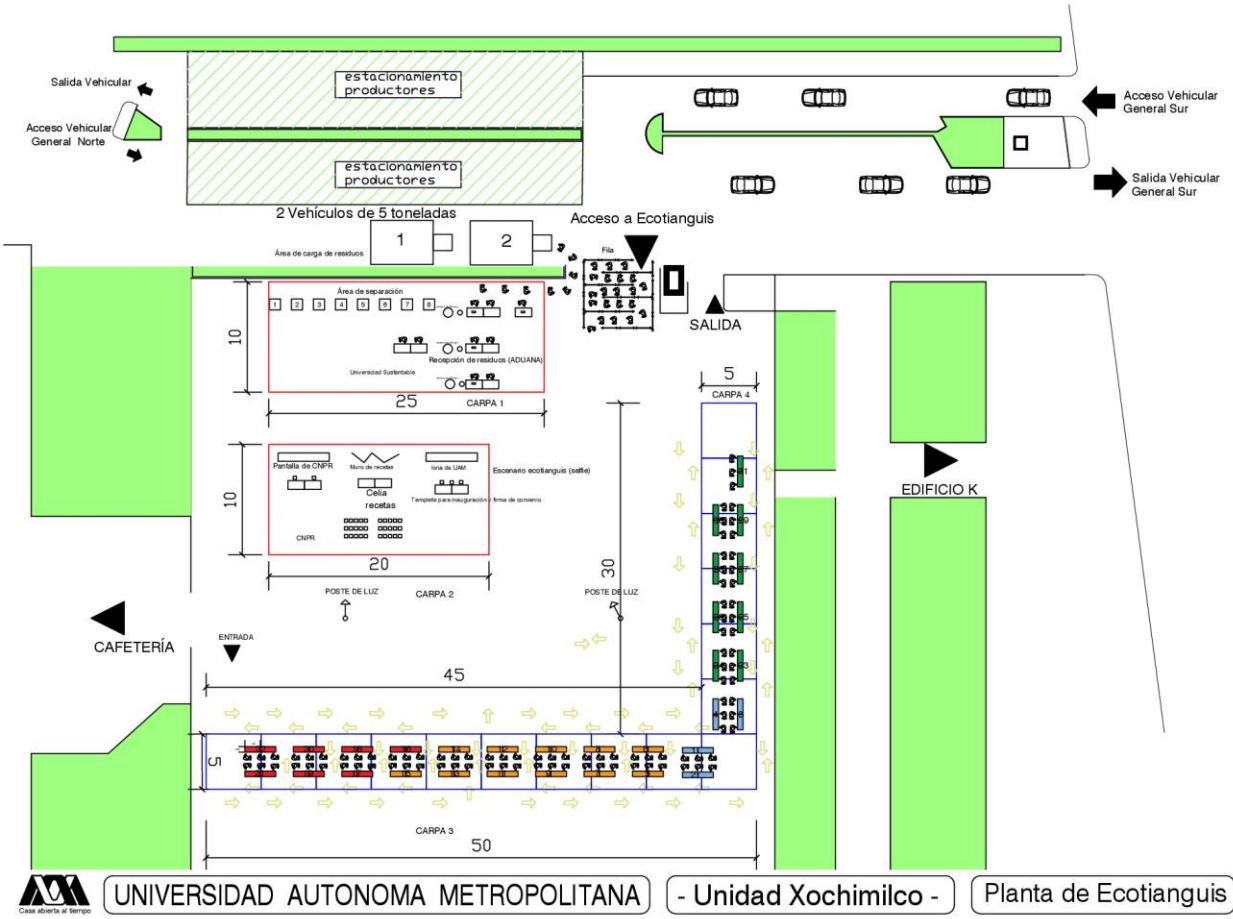 estacionamiento
productores
Salida Vehicular
Acceso Vehicular
General Norte
Acceso Vehicular
General Sur
estacionamiento
productores
Salida Vehicular
General Sur
2 Vehículos de 5 toneladas
Acceso a Ecotianguis
1
2
Fila
Área de carga de residuos
Área de separación
1 2 3 4 5 6 7 8
SALIDA
10
Recepción de residuos (ADUANA)
Universidad Sustentable
5
CARPA 4
25
CARPA 1
Pantalla de CNPR
Muro de recetas
lona de UAM
Escenario ecotianguis (selfie)
EDIFICIO K
10
Celia
recetas
Templete para inauguración y firma de convenio
CNPR
20
30
POSTE DE LUZ
CARPA 2
POSTE DE LUZ
CAFETERÍA
ENTRADA
45
5
CARPA 3
50
Casa abierta al tiempo
UNIVERSIDAD AUTONOMA METROPOLITANA
- Unidad Xochimilco -
Planta de Ecotianguis